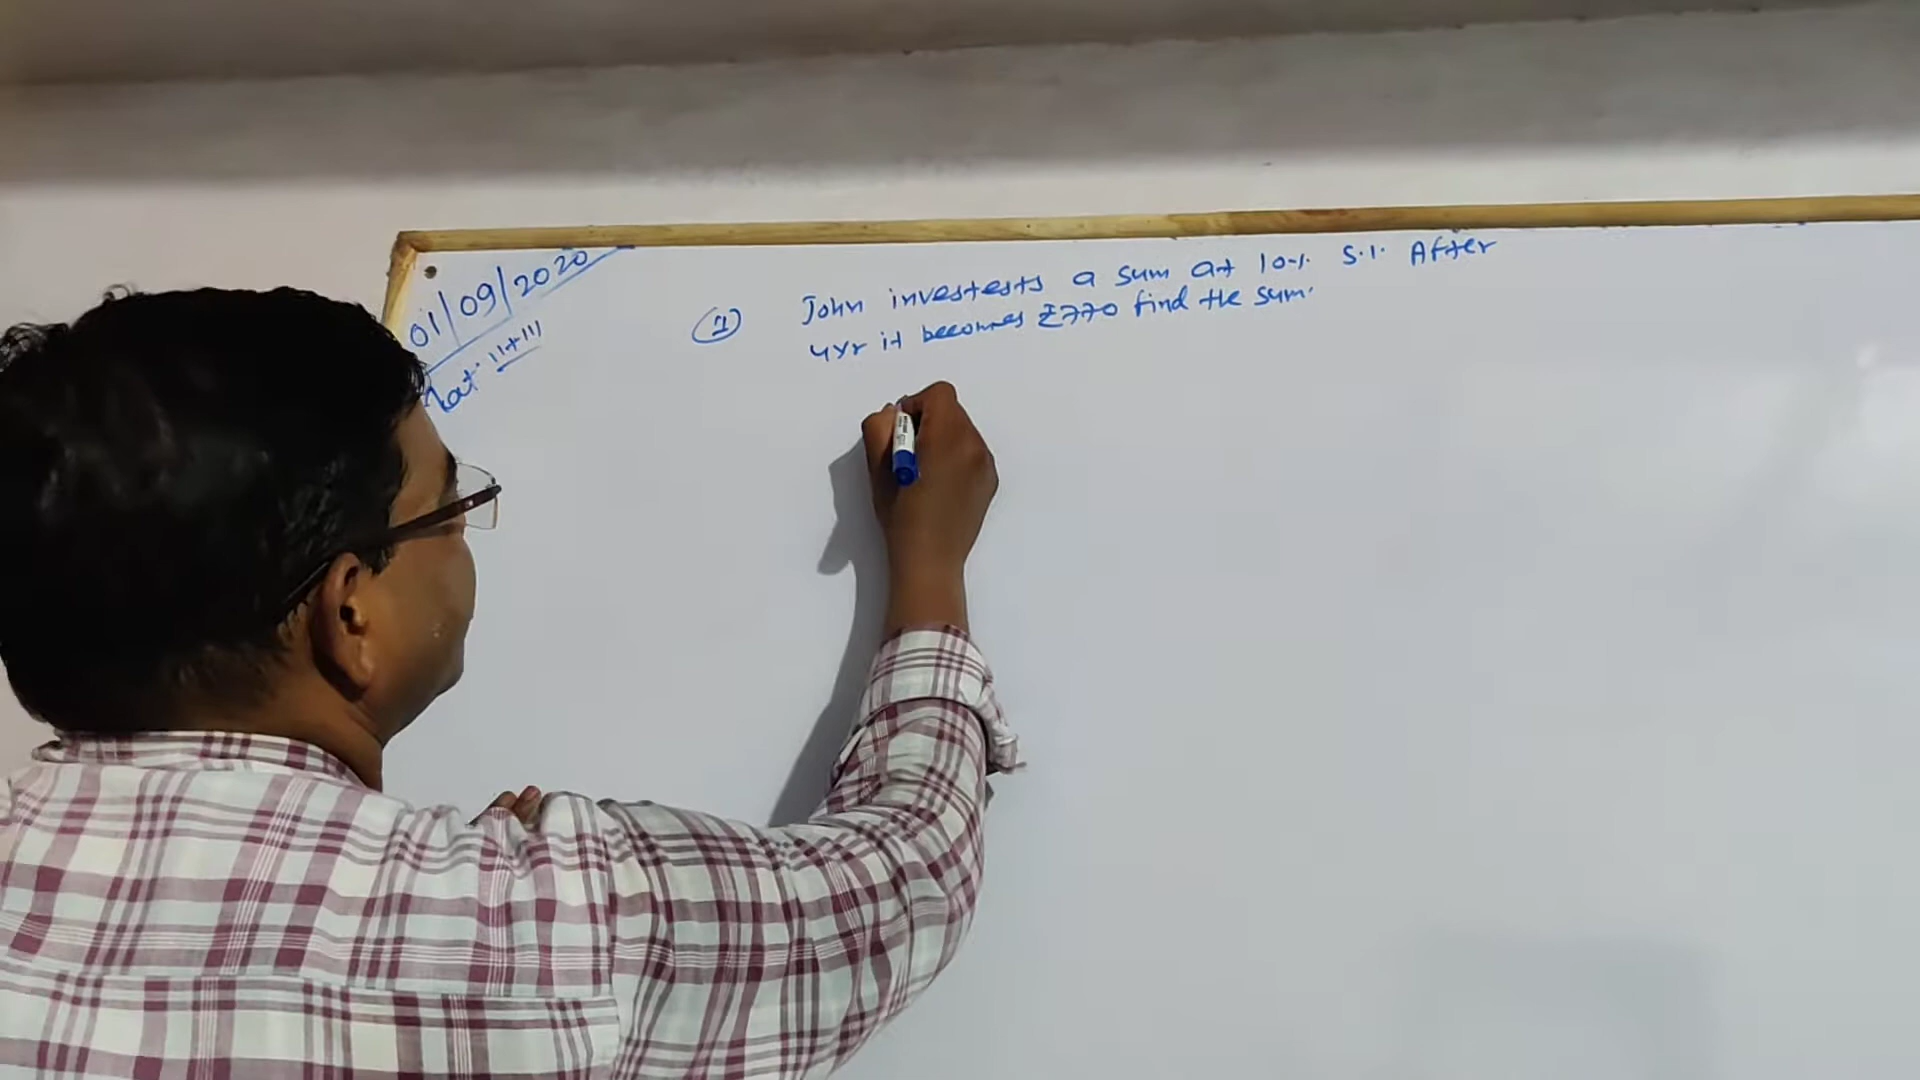 01/09/2020
11+111
(1) John investests a sum at 10% S.I. After
4yr it becomes ₹770 find the sum.